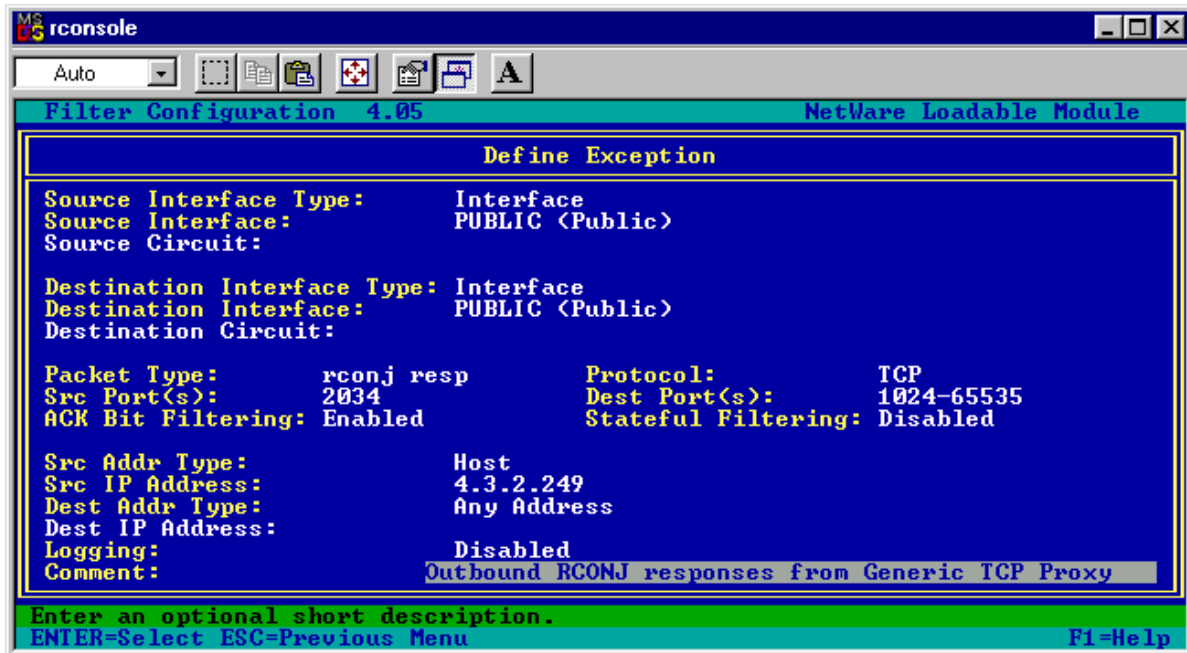 rconsole
Auto
A
Filter Configuration 4.05 NetWare Loadable Module
Define Exception
Source Interface Type: Interface
Source Interface: PUBLIC (Public)
Source Circuit:
Destination Interface Type: Interface
Destination Interface: PUBLIC (Public)
Destination Circuit:
Packet Type: rconj resp Protocol: TCP
Src Port(s): 2034 Dest Port(s): 1024-65535
ACK Bit Filtering: Enabled Stateful Filtering: Disabled
Src Addr Type: Host
Src IP Address: 4.3.2.249
Dest Addr Type: Any Address
Dest IP Address:
Logging: Disabled
Comment: Outbound RCONJ responses from Generic TCP Proxy
Enter an optional short description.
ENTER=Select ESC=Previous Menu F1=Help